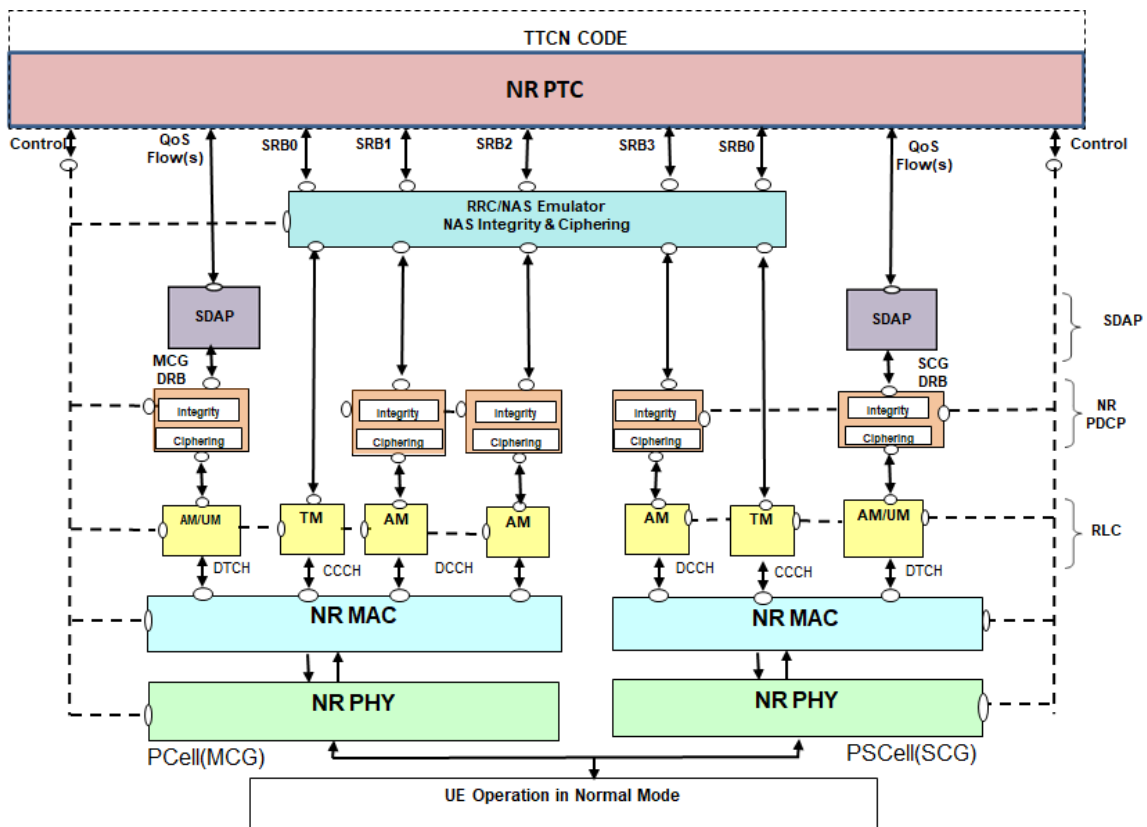 TTCN CODE
NR PTC
Control
QoS
Flow(s)
SRB0
SRB1
SRB2
SRB3
SRB0
QoS
Flow(s)
Control
RRC/NAS Emulator
NAS Integrity & Ciphering
SDAP
SDAP
SDAP
MCG
DRB
SCG
DRB
Integrity
Ciphering
Integrity
Ciphering
Integrity
Ciphering
Integrity
Ciphering
Integrity
Ciphering
NR
PDCP
AM/UM
TM
AM
AM
AM
TM
AM/UM
RLC
DTCH
CCCH
DCCH
DCCH
CCCH
DTCH
NR MAC
NR MAC
NR PHY
NR PHY
PCell(MCG)
PSCell(SCG)
UE Operation in Normal Mode